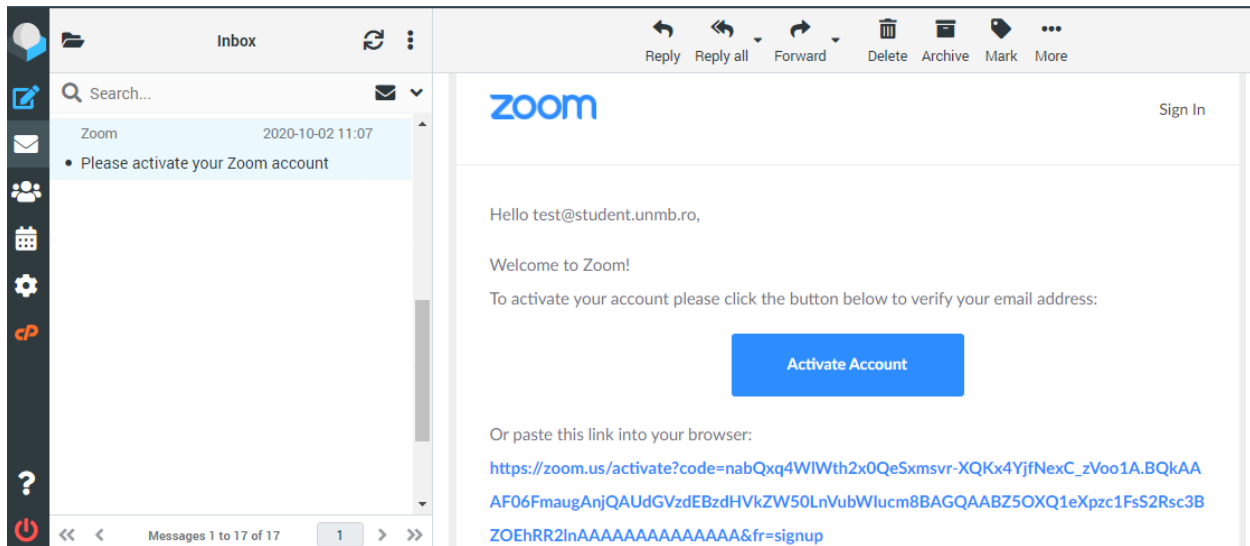 Inbox
Reply Reply all Forward Delete Archive Mark More
Search...
Zoom 2020-10-02 11:07
Please activate your Zoom account
zoom
Sign In
Hello test@student.unmb.ro,
Welcome to Zoom!
To activate your account please click the button below to verify your email address:
Activate Account
Or paste this link into your browser:
https://zoom.us/activate?code=nabQxq4WlWth2x0QeSxmsvr-XQKx4YjfNexC_zVoo1A.BQkAA
AF06FmaugAnjQAUdGVzdEBzdHVkZW50LnVubWIucm8BAGQAABZ5OXQ1eXpzc1FsS2Rsc3B
ZOEhRR2lnAAAAAAAAAAAAAA&fr=signup
cP
?
Messages 1 to 17 of 17 1